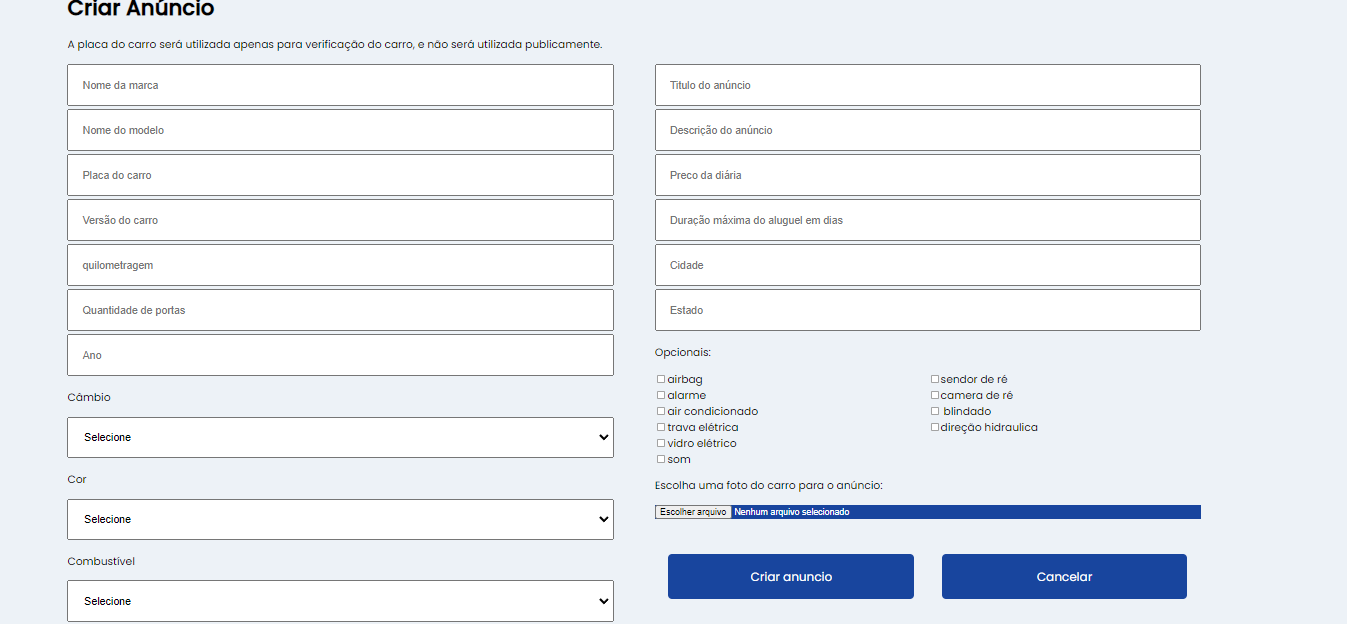 Criar Anúncio
A placa do carro será utilizada apenas para verificação do carro, e não será utilizada publicamente.
Nome da marca
Nome do modelo
Placa do carro
Versão do carro
quilometragem
Quantidade de portas
Ano
Câmbio
Selecione
Cor
Selecione
Combustível
Selecione
Titulo do anúncio
Descrição do anúncio
Preco da diária
Duração máxima do aluguel em dias
Cidade
Estado
Opcionais:
airbag
alarme
air condicionado
trava elétrica
vidro elétrico
som
sendor de ré
camera de ré
blindado
direção hidraulica
Escolha uma foto do carro para o anúncio:
Escolher arquivo Nenhum arquivo selecionado
Criar anuncio
Cancelar